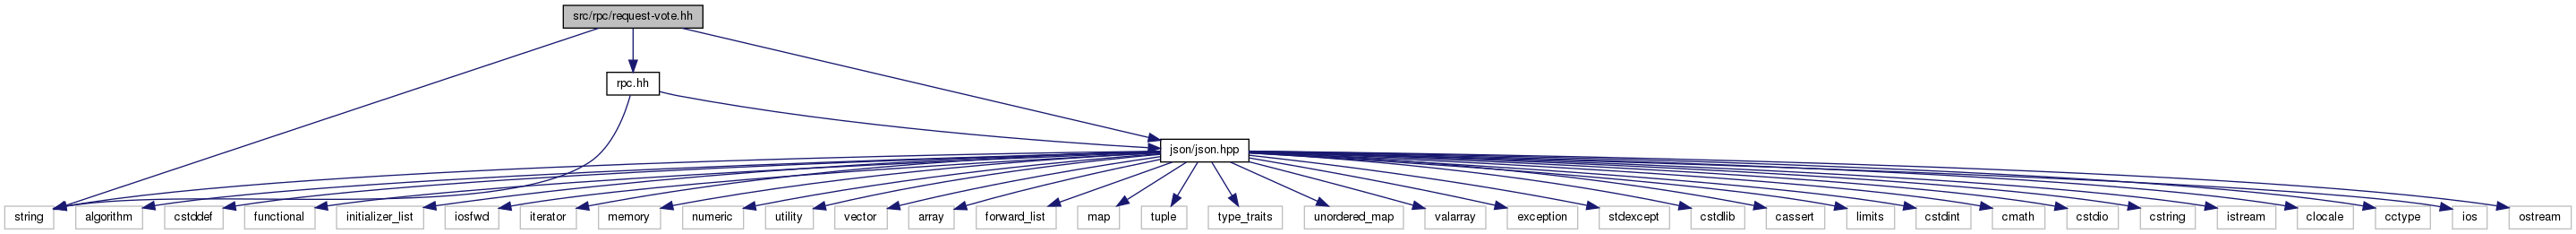 src/rpc/request-vote.hh
rpc.hh
json/json.hpp
string
algorithm
cstddef
functional
initializer_list
iosfwd
iterator
memory
numeric
utility
vector
array
forward_list
map
tuple
type_traits
unordered_map
valarray
exception
stdexcept
cstdlib
cassert
limits
cstdint
cmath
cstdio
cstring
istream
clocale
cctype
ios
ostream